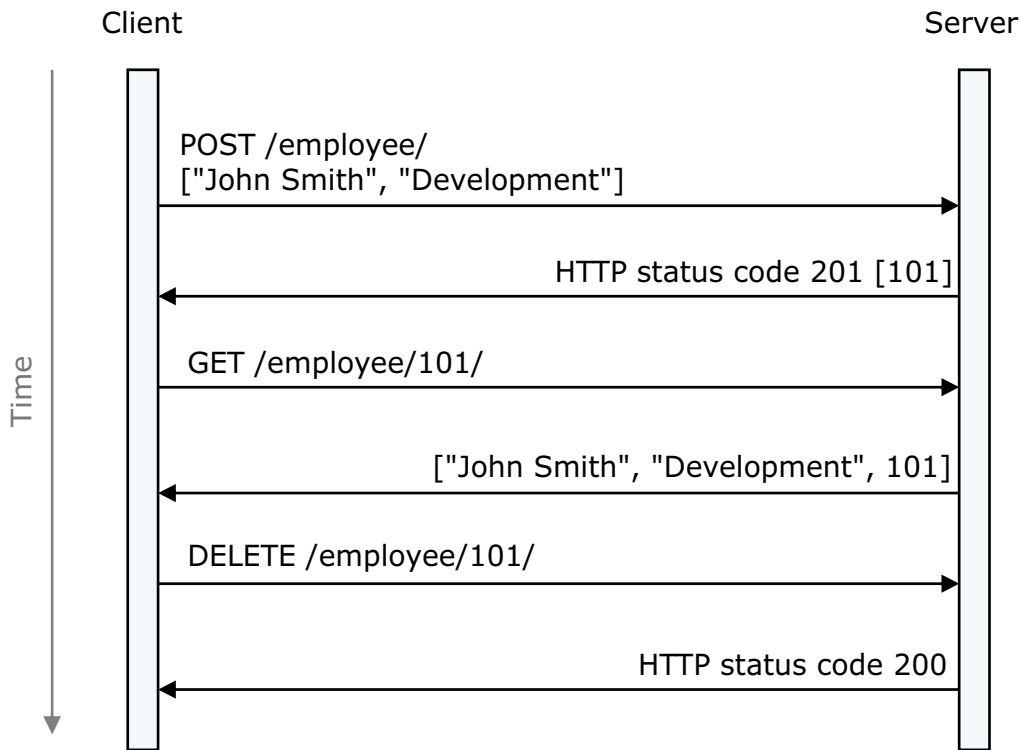 Client
Server
POST /employee/
["John Smith", "Development"]
HTTP status code 201 [101]
GET /employee/101/
Time
["John Smith", "Development", 101]
DELETE /employee/101/
HTTP status code 200